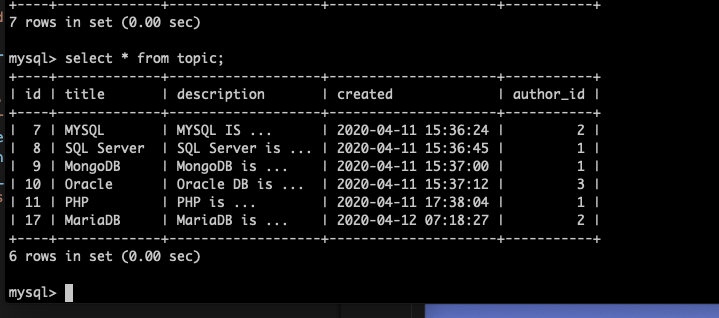 +----+------------+-------------------+---------------------+-----------+
7 rows in set (0.00 sec)
mysql> select * from topic;
+----+------------+-------------------+---------------------+-----------+
| id | title      | description       | created             | author_id |
+----+------------+-------------------+---------------------+-----------+
|  7 | MYSQL      | MYSQL IS ...      | 2020-04-11 15:36:24 |         2 |
|  8 | SQL Server | SQL Server is ... | 2020-04-11 15:36:45 |         1 |
|  9 | MongoDB    | MongoDB is ...    | 2020-04-11 15:37:00 |         1 |
| 10 | Oracle     | Oracle DB is ...  | 2020-04-11 15:37:12 |         3 |
| 11 | PHP        | PHP is ...        | 2020-04-11 17:38:04 |         1 |
| 17 | MariaDB    | MariaDB is ...    | 2020-04-12 07:18:27 |         2 |
+----+------------+-------------------+---------------------+-----------+
6 rows in set (0.00 sec)
mysql>